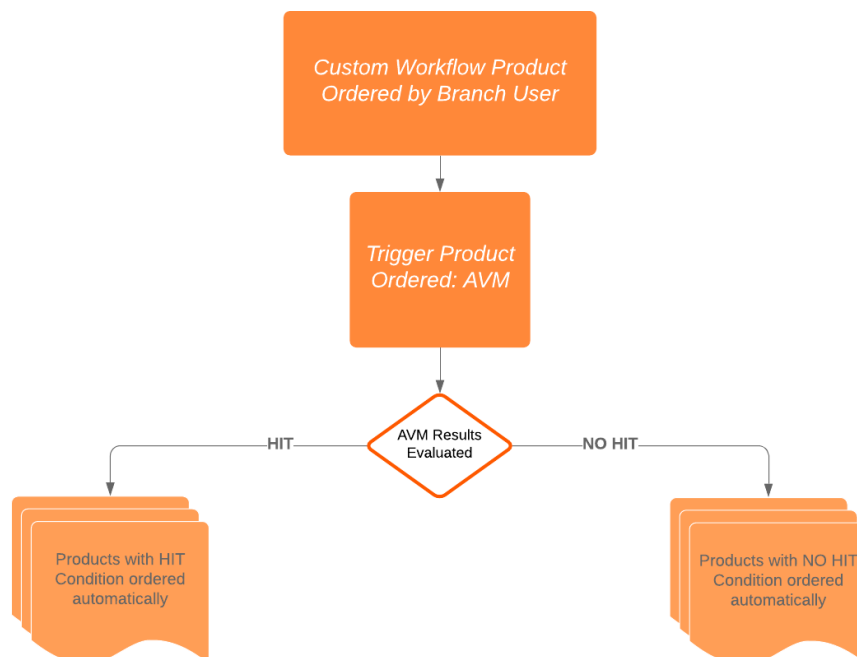 Custom Workflow Product
Ordered by Branch User
Trigger Product
Ordered: AVM
AVM Results
Evaluated
HIT
NO HIT
Products with HIT
Condition ordered
automatically
Products with NO HIT
Condition ordered
automatically